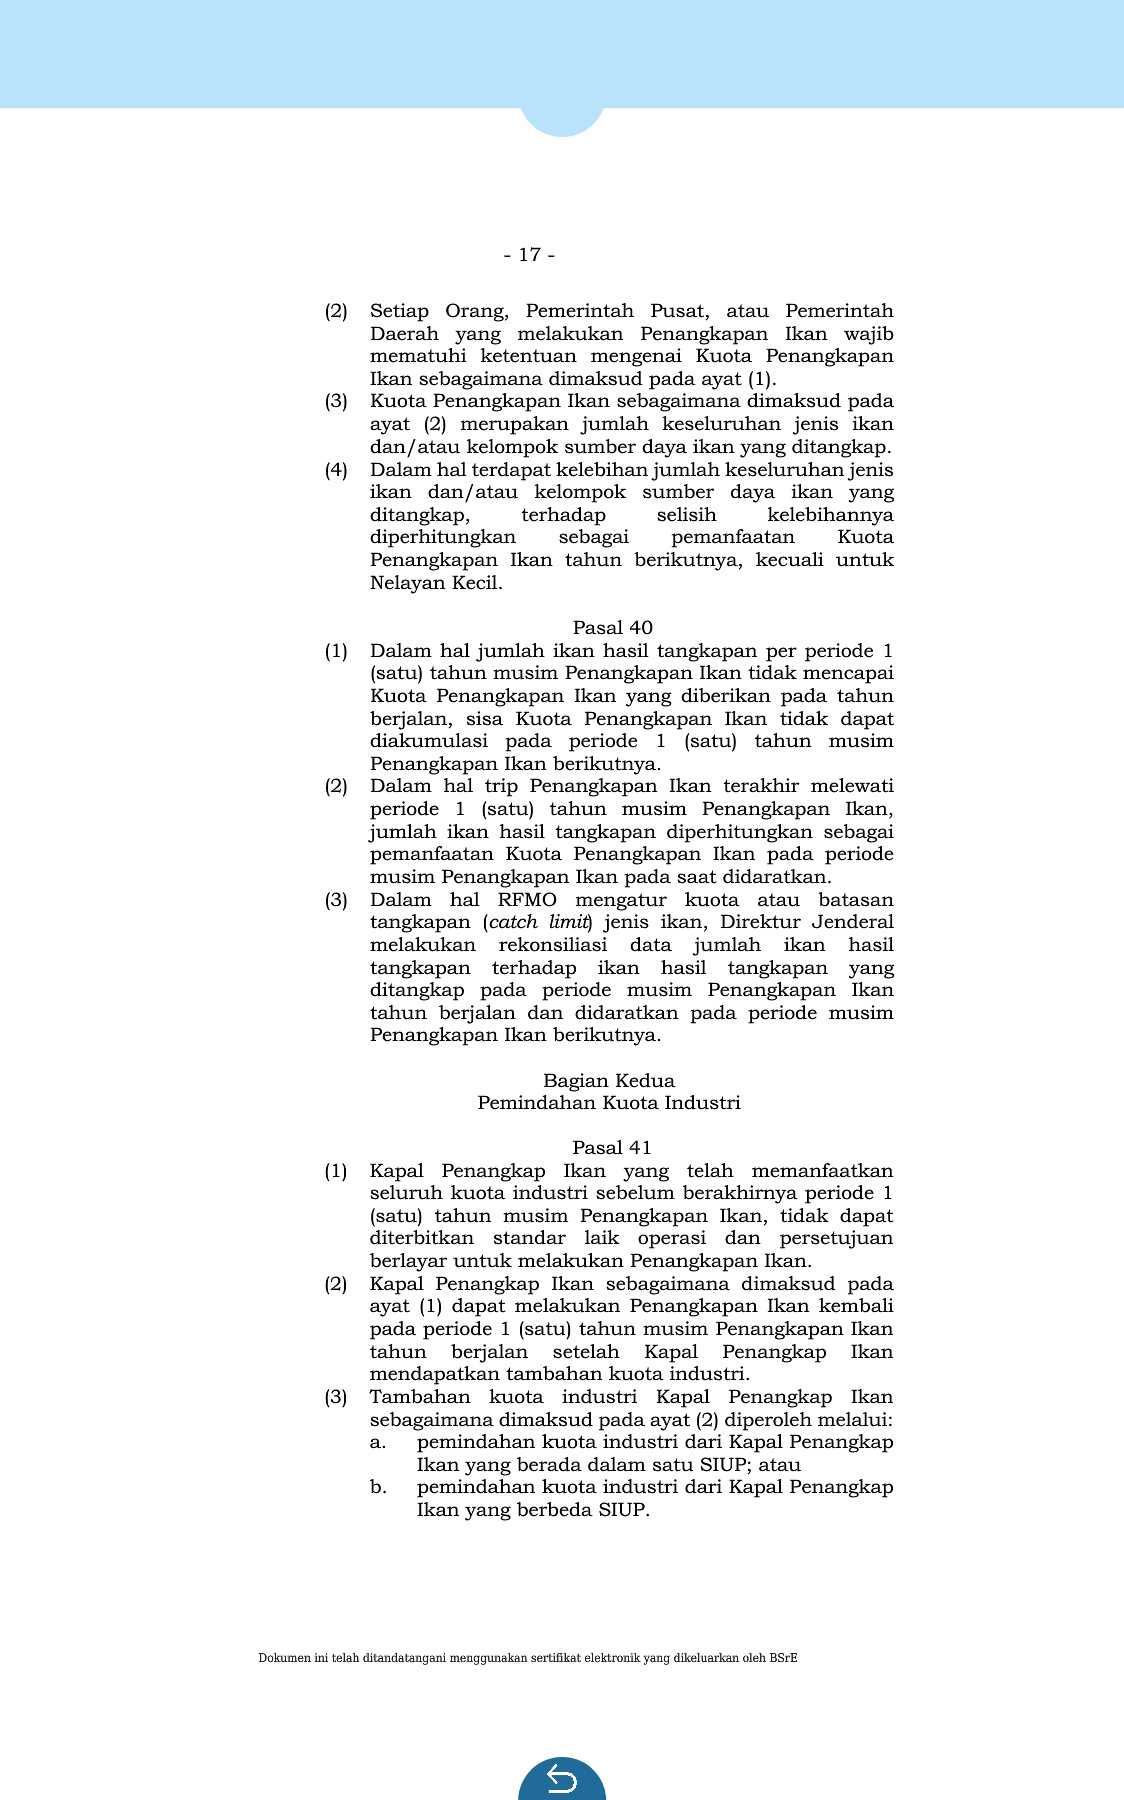 - 17 -
(2) Setiap Orang, Pemerintah Pusat, atau Pemerintah
Daerah yang melakukan Penangkapan Ikan wajib
mematuhi ketentuan mengenai Kuota Penangkapan
Ikan sebagaimana dimaksud pada ayat (1).
(3) Kuota Penangkapan Ikan sebagaimana dimaksud pada
ayat (2) merupakan jumlah keseluruhan jenis ikan
dan/atau kelompok sumber daya ikan yang ditangkap.
(4) Dalam hal terdapat kelebihan jumlah keseluruhan jenis
ikan dan/atau kelompok sumber daya ikan yang
ditangkap, terhadap selisih kelebihannya
diperhitungkan sebagai pemanfaatan Kuota
Penangkapan Ikan tahun berikutnya, kecuali untuk
Nelayan Kecil.
Pasal 40
(1) Dalam hal jumlah ikan hasil tangkapan per periode 1
(satu) tahun musim Penangkapan Ikan tidak mencapai
Kuota Penangkapan Ikan yang diberikan pada tahun
berjalan, sisa Kuota Penangkapan Ikan tidak dapat
diakumulasi pada periode 1 (satu) tahun musim
Penangkapan Ikan berikutnya.
(2) Dalam hal trip Penangkapan Ikan terakhir melewati
periode 1 (satu) tahun musim Penangkapan Ikan,
jumlah ikan hasil tangkapan diperhitungkan sebagai
pemanfaatan Kuota Penangkapan Ikan pada periode
musim Penangkapan Ikan pada saat didaratkan.
(3) Dalam hal RFMO mengatur kuota atau batasan
tangkapan (catch limit) jenis ikan, Direktur Jenderal
melakukan rekonsiliasi data jumlah ikan hasil
tangkapan terhadap ikan hasil tangkapan yang
ditangkap pada periode musim Penangkapan Ikan
tahun berjalan dan didaratkan pada periode musim
Penangkapan Ikan berikutnya.
Bagian Kedua
Pemindahan Kuota Industri
Pasal 41
(1) Kapal Penangkap Ikan yang telah memanfaatkan
seluruh kuota industri sebelum berakhirnya periode 1
(satu) tahun musim Penangkapan Ikan, tidak dapat
diterbitkan standar laik operasi dan persetujuan
berlayar untuk melakukan Penangkapan Ikan.
(2) Kapal Penangkap Ikan sebagaimana dimaksud pada
ayat (1) dapat melakukan Penangkapan Ikan kembali
pada periode 1 (satu) tahun musim Penangkapan Ikan
tahun berjalan setelah Kapal Penangkap Ikan
mendapatkan tambahan kuota industri.
(3) Tambahan kuota industri Kapal Penangkap Ikan
sebagaimana dimaksud pada ayat (2) diperoleh melalui:
a. pemindahan kuota industri dari Kapal Penangkap
Ikan yang berada dalam satu SIUP; atau
b. pemindahan kuota industri dari Kapal Penangkap
Ikan yang berbeda SIUP.
Dokumen ini telah ditandatangani menggunakan sertifikat elektronik yang dikeluarkan oleh BSrE